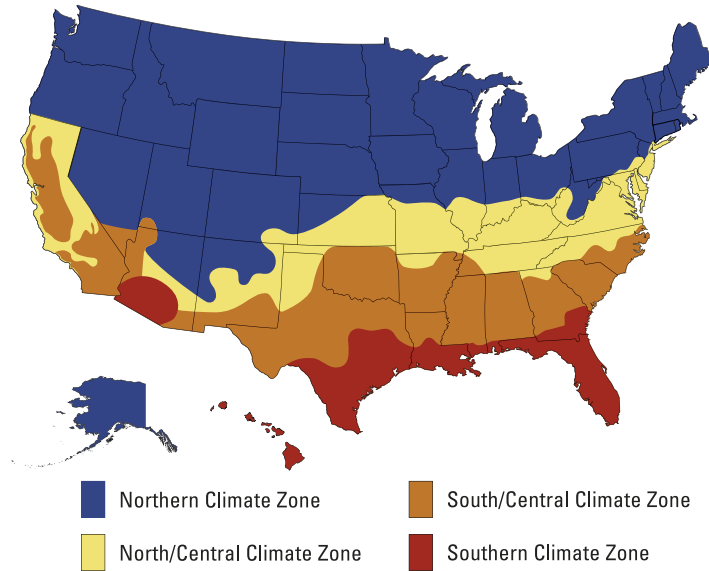 Northern Climate Zone
South/Central Climate Zone
North/Central Climate Zone
Southern Climate Zone